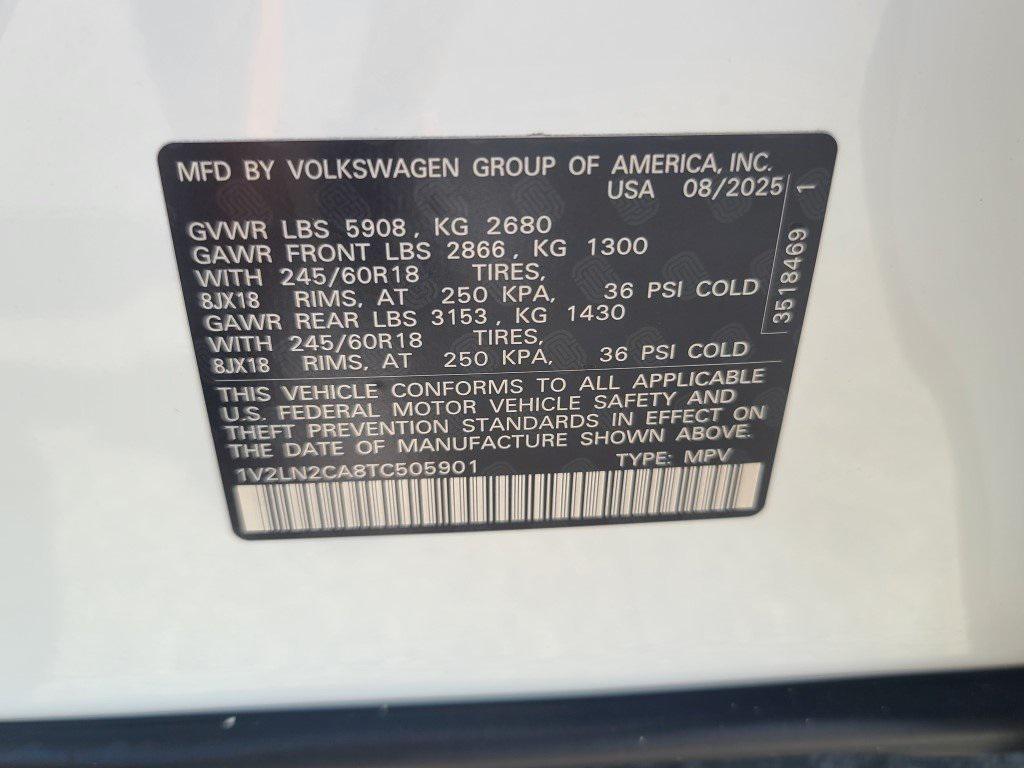 MFD BY VOLKSWAGEN GROUP OF AMERICA, INC.
USA 08/2025
GVWR LBS 5908, KG 2680
GAWR FRONT LBS 2866, KG 1300
WITH 245/60R18 TIRES,
8JX18 RIMS, AT 250 KPA, 36 PSI COLD
GAWR REAR LBS 3153, KG 1430
WITH 245/60R18 TIRES,
8JX18 RIMS, AT 250 KPA, 36 PSI COLD
THIS VEHICLE CONFORMS TO ALL APPLICABLE
U.S. FEDERAL MOTOR VEHICLE SAFETY AND
THEFT PREVENTION STANDARDS IN EFFECT ON
THE DATE OF MANUFACTURE SHOWN ABOVE.
1V2LN2CA8TC505901 TYPE: MPV
3518469 1